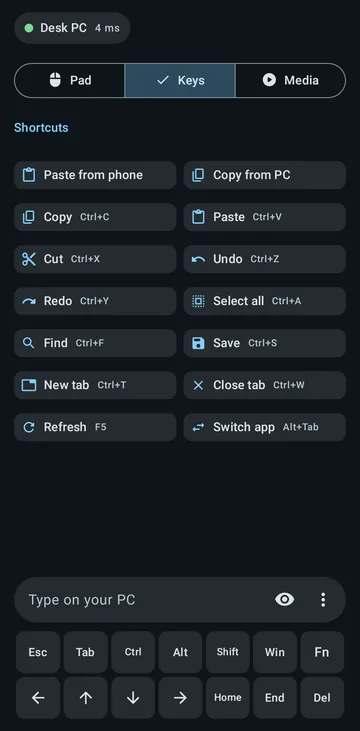 Desk PC 4 ms
Pad Keys Media
Shortcuts
Paste from phone Copy from PC
Copy Ctrl+C Paste Ctrl+V
Cut Ctrl+X Undo Ctrl+Z
Redo Ctrl+Y Select all Ctrl+A
Find Ctrl+F Save Ctrl+S
New tab Ctrl+T Close tab Ctrl+W
Refresh F5 Switch app Alt+Tab
Type on your PC
Esc Tab Ctrl Alt Shift Win Fn
Home End Del